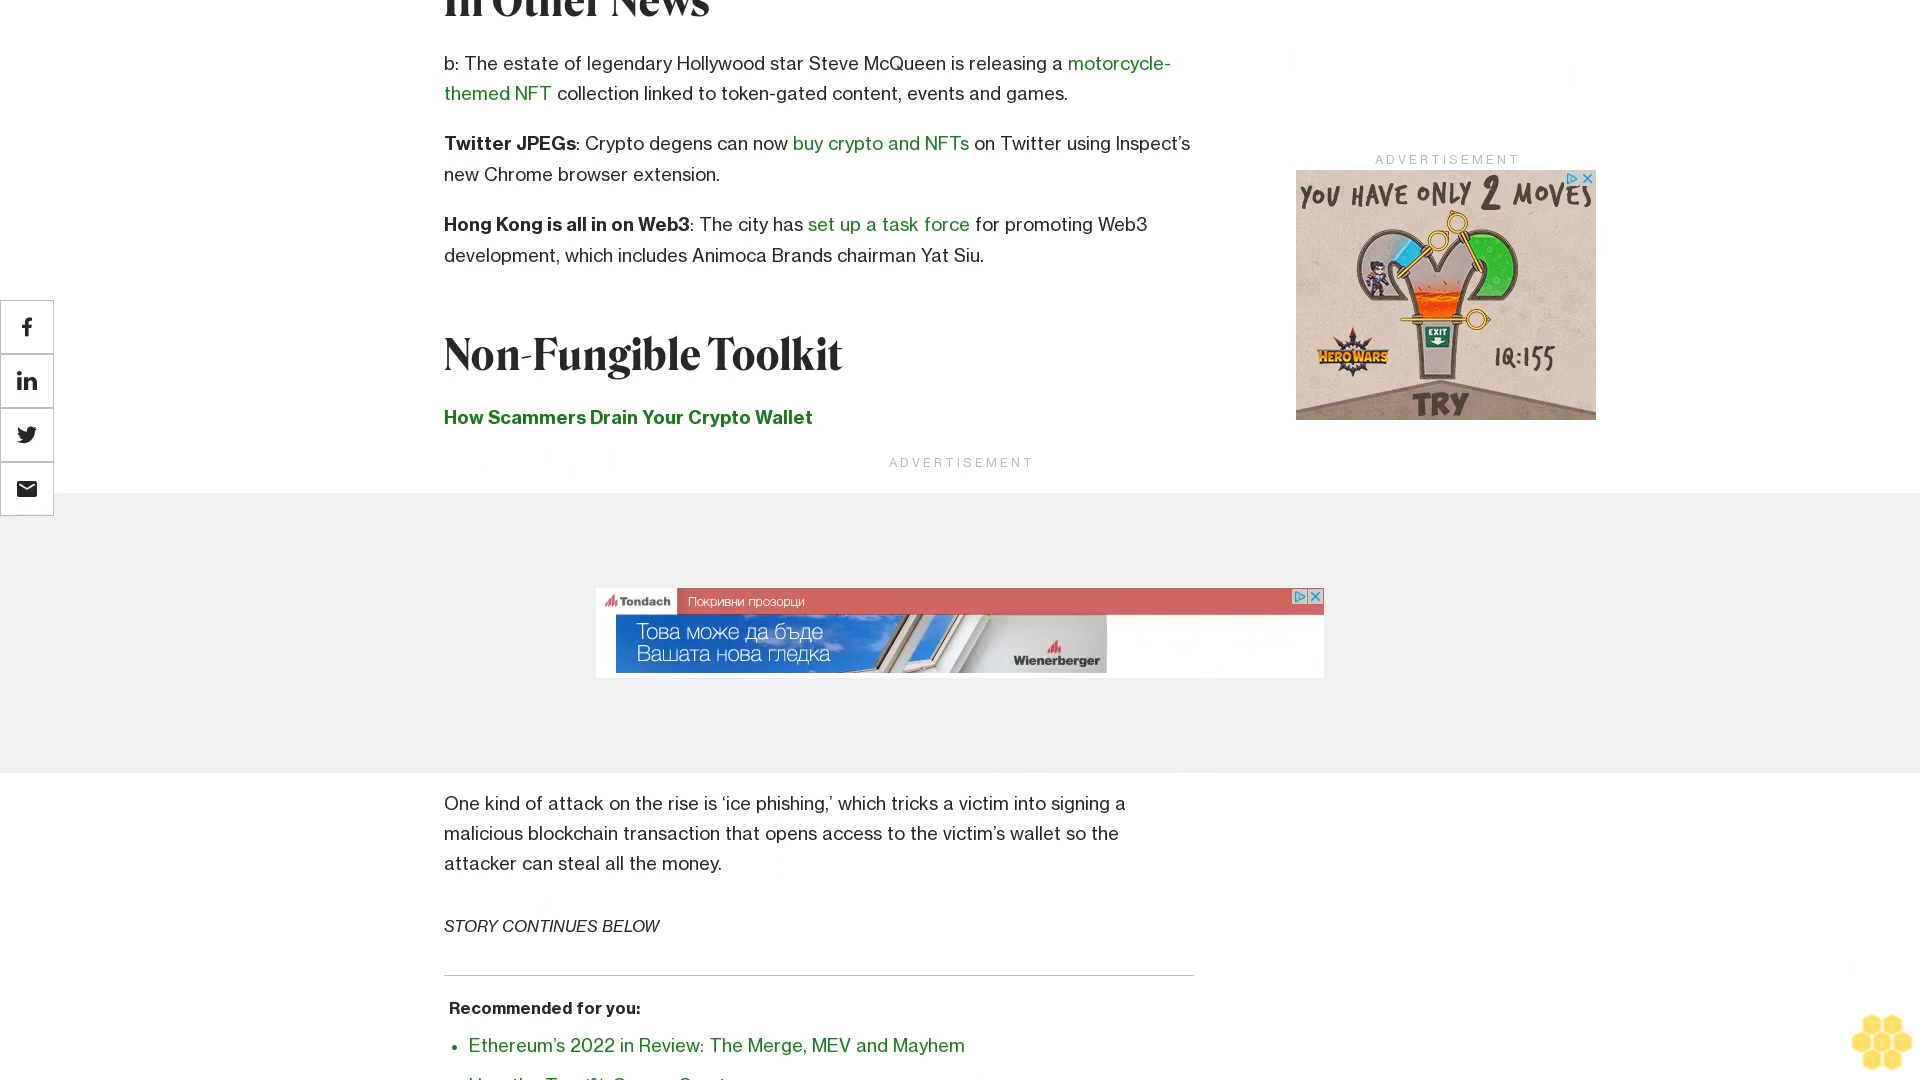 In Other News
b: The estate of legendary Hollywood star Steve McQueen is releasing a motorcycle-
themed NFT collection linked to token-gated content, events and games.
Twitter JPEGs: Crypto degens can now buy crypto and NFTs on Twitter using Inspect’s
new Chrome browser extension.
Hong Kong is all in on Web3: The city has set up a task force for promoting Web3
development, which includes Animoca Brands chairman Yat Siu.
ADVERTISEMENT
YOU HAVE ONLY 2 MOVES
EXIT
HERO WARS
IQ:155
TRY
Non-Fungible Toolkit
How Scammers Drain Your Crypto Wallet
ADVERTISEMENT
Tondach
Покривни прозорци
Това може да бъде
Вашата нова гледка
Wienerberger
One kind of attack on the rise is ‘ice phishing,’ which tricks a victim into signing a
malicious blockchain transaction that opens access to the victim’s wallet so the
attacker can steal all the money.
STORY CONTINUES BELOW
Recommended for you:
Ethereum’s 2022 in Review: The Merge, MEV and Mayhem